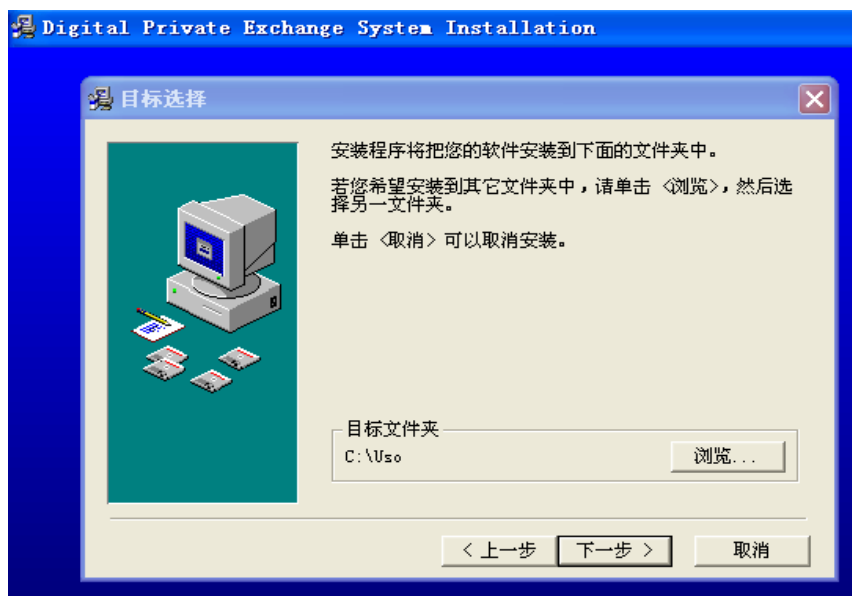 Digital Private Exchange System Installation
目标选择
安装程序将把您的软件安装到下面的文件夹中。
若您希望安装到其它文件夹中，请单击〈浏览〉，然后选
择另一文件夹。
单击〈取消〉可以取消安装。
目标文件夹
C:\Uso
浏览...
< 上一步
下一步 >
取消